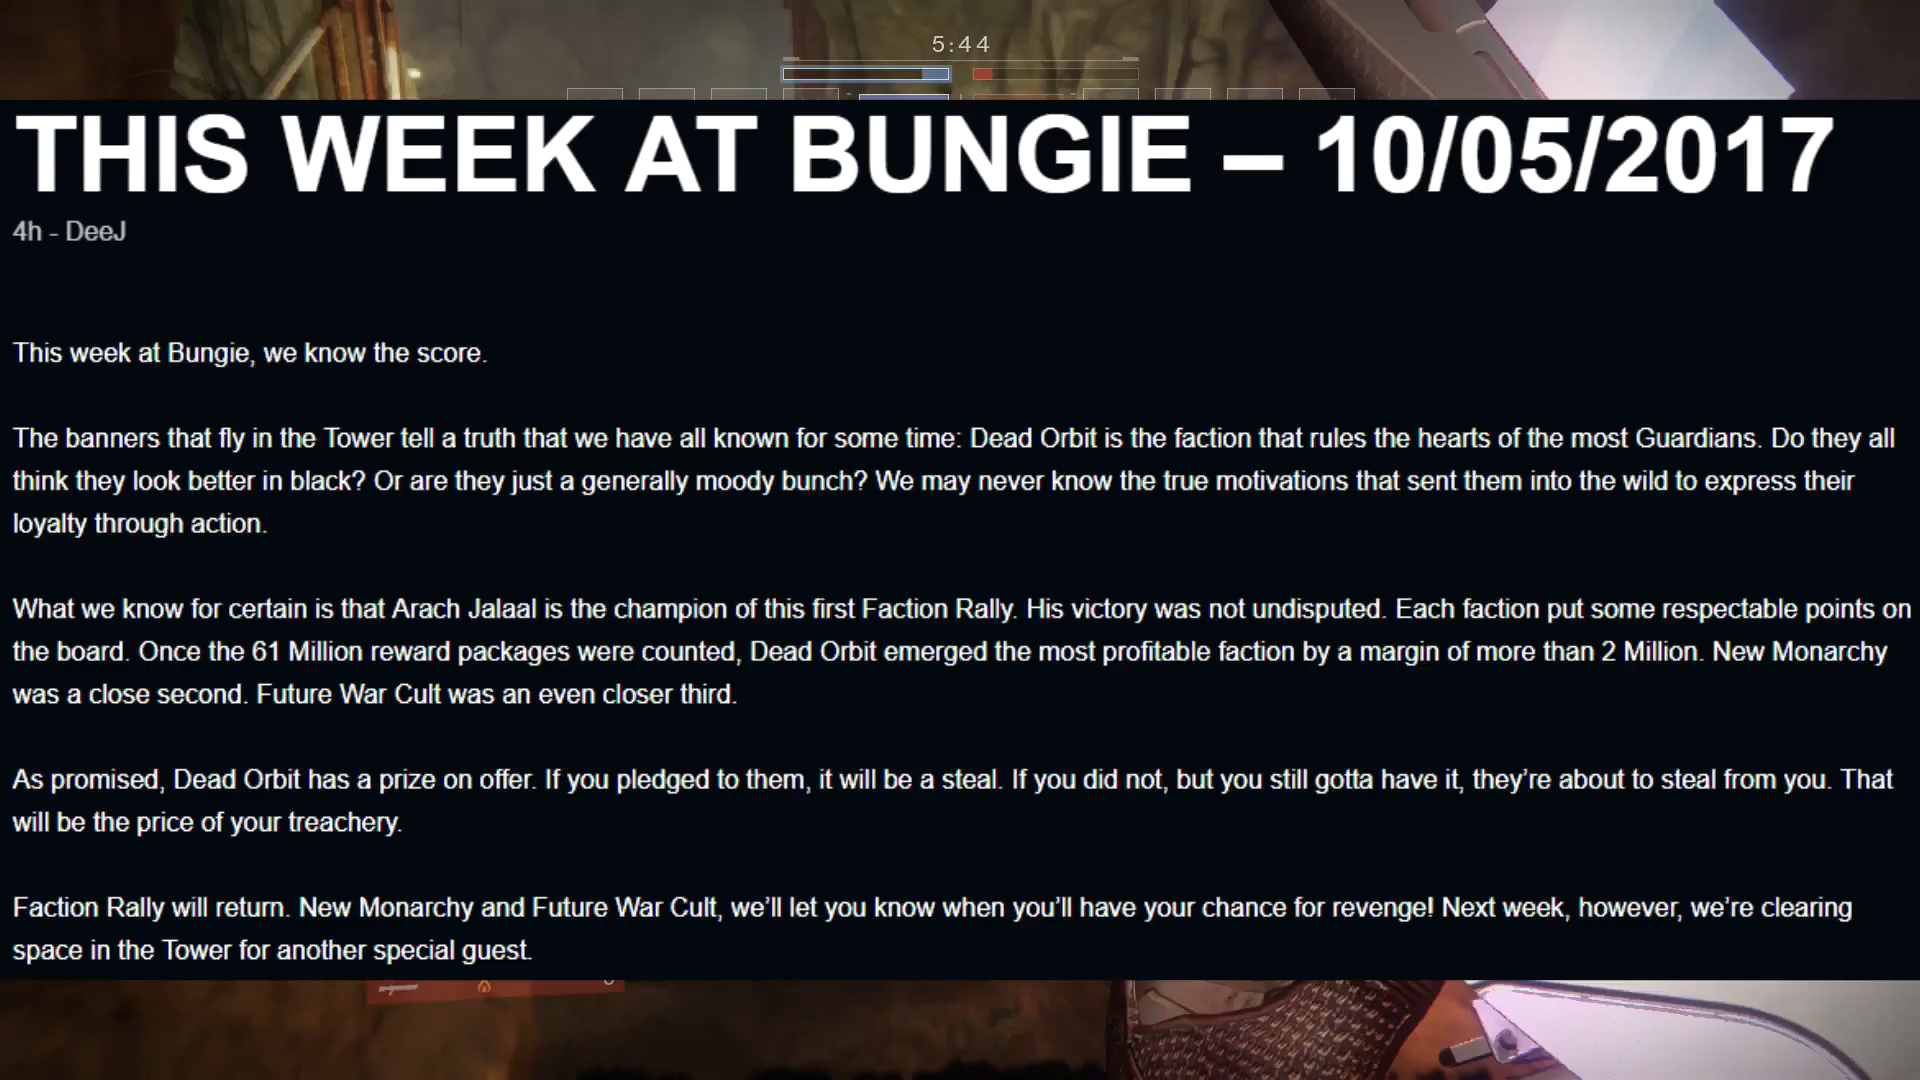 5:44
THIS WEEK AT BUNGIE – 10/05/2017
4h - DeeJ
This week at Bungie, we know the score.
The banners that fly in the Tower tell a truth that we have all known for some time: Dead Orbit is the faction that rules the hearts of the most Guardians. Do they all
think they look better in black? Or are they just a generally moody bunch? We may never know the true motivations that sent them into the wild to express their
loyalty through action.
What we know for certain is that Arach Jalaal is the champion of this first Faction Rally. His victory was not undisputed. Each faction put some respectable points on
the board. Once the 61 Million reward packages were counted, Dead Orbit emerged the most profitable faction by a margin of more than 2 Million. New Monarchy
was a close second. Future War Cult was an even closer third.
As promised, Dead Orbit has a prize on offer. If you pledged to them, it will be a steal. If you did not, but you still gotta have it, they’re about to steal from you. That
will be the price of your treachery.
Faction Rally will return. New Monarchy and Future War Cult, we’ll let you know when you’ll have your chance for revenge! Next week, however, we’re clearing
space in the Tower for another special guest.